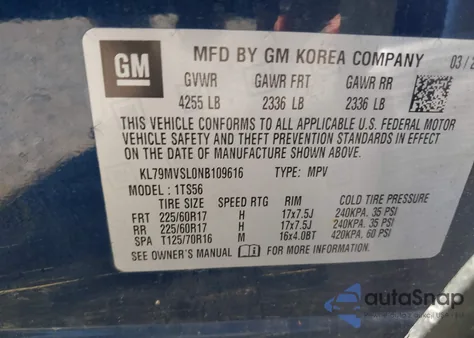 GM
MFD BY GM KOREA COMPANY 03/2
GVWR GAWR FRT GAWR RR
4255 LB 2336 LB 2336 LB
THIS VEHICLE CONFORMS TO ALL APPLICABLE U.S. FEDERAL MOTOR
VEHICLE SAFETY AND THEFT PREVENTION STANDARDS IN EFFECT ON
THE DATE OF MANUFACTURE SHOWN ABOVE.
KL79MVSL0NB109616 TYPE: MPV
MODEL: 1TS56
TIRE SIZE SPEED RTG RIM COLD TIRE PRESSURE
FRT 225/60R17 H 17x7.5J 240KPA. 35 PSI
RR 225/60R17 H 17x7.5J 240KPA. 35 PSI
SPA T125/70R16 M 16x4.0BT 420KPA. 60 PSI
SEE OWNER'S MANUAL FOR MORE INFORMATION.
autoSnap